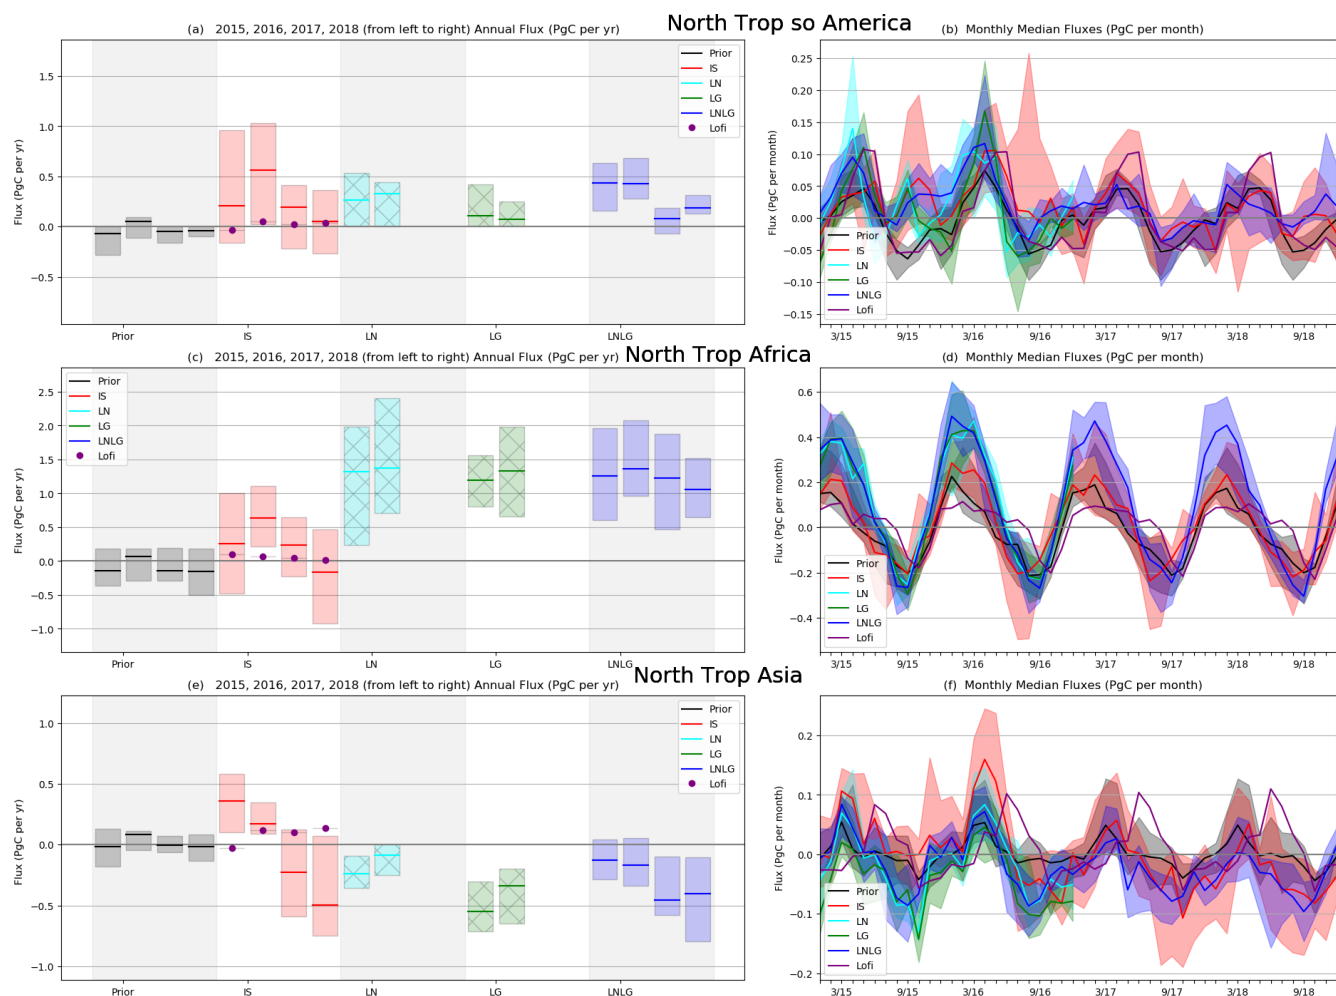 North Trop so America
(a) 2015, 2016, 2017, 2018 (from left to right) Annual Flux (PgC per yr)
Flux (PgC per yr)
1.5
1.0
0.5
0.0
−0.5
Prior
IS
LN
LG
LNLG
Lofi
Prior
IS
LN
LG
LNLG
(b) Monthly Median Fluxes (PgC per month)
Flux (PgC per month)
0.25
0.20
0.15
0.10
0.05
0.00
−0.05
−0.10
−0.15
Prior
IS
LN
LG
LNLG
Lofi
3/15
9/15
3/16
9/16
3/17
9/17
3/18
9/18
North Trop Africa
(c) 2015, 2016, 2017, 2018 (from left to right) Annual Flux (PgC per yr)
Flux (PgC per yr)
2.5
2.0
1.5
1.0
0.5
0.0
−0.5
−1.0
Prior
IS
LN
LG
LNLG
Lofi
Prior
IS
LN
LG
LNLG
(d) Monthly Median Fluxes (PgC per month)
Flux (PgC per month)
0.6
0.4
0.2
0.0
−0.2
−0.4
Prior
IS
LN
LG
LNLG
Lofi
3/15
9/15
3/16
9/16
3/17
9/17
3/18
9/18
North Trop Asia
(e) 2015, 2016, 2017, 2018 (from left to right) Annual Flux (PgC per yr)
Flux (PgC per yr)
1.0
0.5
0.0
−0.5
−1.0
Prior
IS
LN
LG
LNLG
Lofi
Prior
IS
LN
LG
LNLG
(f) Monthly Median Fluxes (PgC per month)
Flux (PgC per month)
0.2
0.1
0.0
−0.1
−0.2
Prior
IS
LN
LG
LNLG
Lofi
3/15
9/15
3/16
9/16
3/17
9/17
3/18
9/18